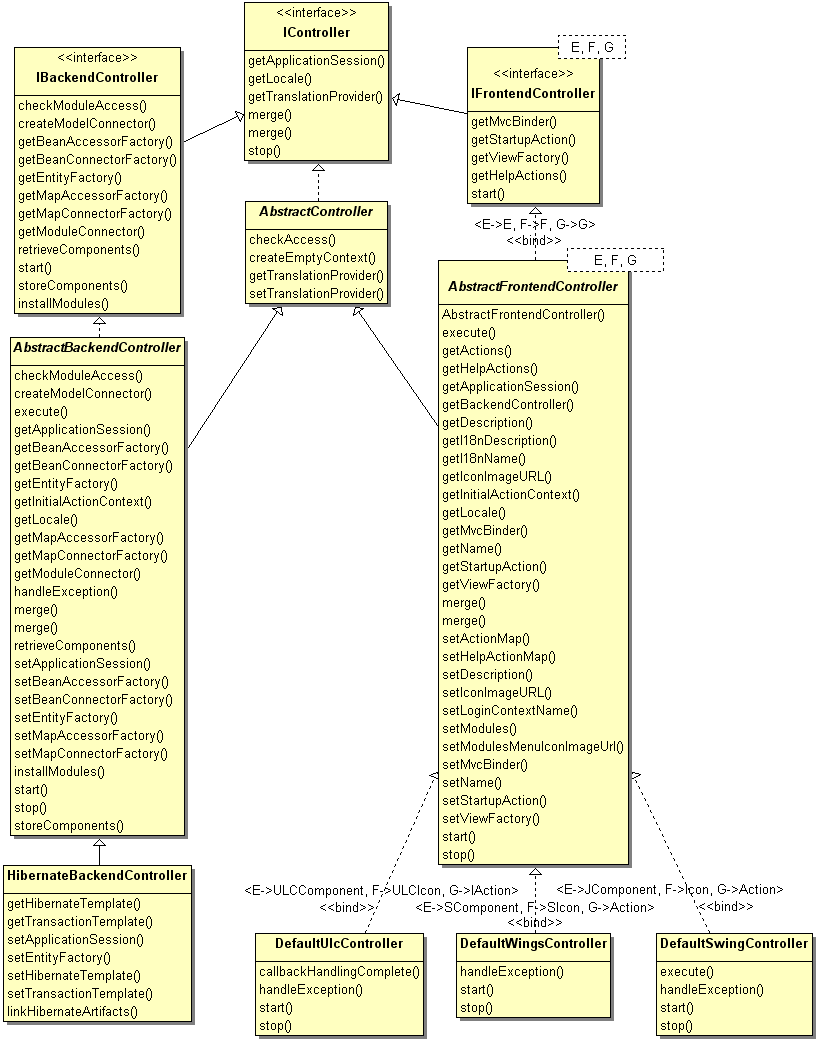 <<interface>>
IController
getApplicationSession()
getLocale()
getTranslationProvider()
merge()
merge()
stop()
<<interface>>
IBackendController
checkModuleAccess()
createModelConnector()
getBeanAccessorFactory()
getBeanConnectorFactory()
getEntityFactory()
getMapAccessorFactory()
getMapConnectorFactory()
getModuleConnector()
retrieveComponents()
start()
storeComponents()
installModules()
E, F, G
<<interface>>
IFrontendController
getMvcBinder()
getStartupAction()
getViewFactory()
getHelpActions()
start()
AbstractController
checkAccess()
createEmptyContext()
getTranslationProvider()
setTranslationProvider()
<E->E, F->F, G->G>
<<bind>>
E, F, G
AbstractFrontendController
AbstractFrontendController()
execute()
getActions()
getHelpActions()
getApplicationSession()
getBackendController()
getDescription()
getI18nDescription()
getI18nName()
getIconImageURL()
getInitialActionContext()
getLocale()
getMvcBinder()
getName()
getStartupAction()
getViewFactory()
merge()
merge()
setActionMap()
setHelpActionMap()
setDescription()
setIconImageURL()
setLoginContextName()
setModules()
setModulesMenuIconImageUrl()
setMvcBinder()
setName()
setStartupAction()
setViewFactory()
start()
stop()
AbstractBackendController
checkModuleAccess()
createModelConnector()
execute()
getApplicationSession()
getBeanAccessorFactory()
getBeanConnectorFactory()
getEntityFactory()
getInitialActionContext()
getLocale()
getMapAccessorFactory()
getMapConnectorFactory()
getModuleConnector()
handleException()
merge()
merge()
retrieveComponents()
setApplicationSession()
setBeanAccessorFactory()
setBeanConnectorFactory()
setEntityFactory()
setMapAccessorFactory()
setMapConnectorFactory()
installModules()
start()
stop()
storeComponents()
HibernateBackendController
getHibernateTemplate()
getTransactionTemplate()
setApplicationSession()
setEntityFactory()
setHibernateTemplate()
setTransactionTemplate()
linkHibernateArtifacts()
<E->ULCComponent, F->ULCIcon, G->IAction>
<<bind>>
<E->SComponent, F->SIcon, G->Action>
<<bind>>
<E->JComponent, F->Icon, G->Action>
<<bind>>
DefaultUlcController
callbackHandlingComplete()
handleException()
start()
stop()
DefaultWingsController
handleException()
start()
stop()
DefaultSwingController
execute()
handleException()
start()
stop()